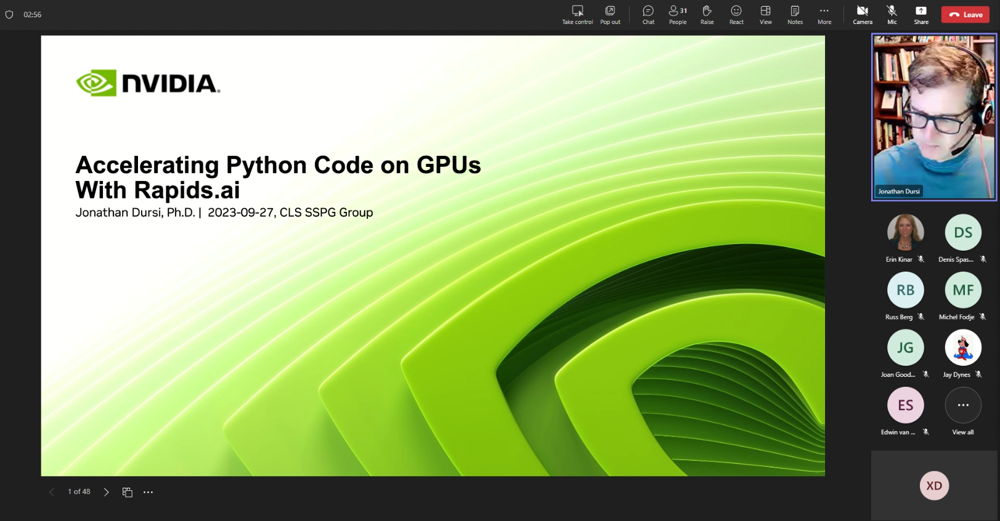 02:56
Take control
Pop out
Chat
31
People
Raise
React
View
Notes
More
Camera
Mic
Share
Leave
NVIDIA®
Accelerating Python Code on GPUs
With Rapids.ai
Jonathan Dursi, Ph.D. | 2023-09-27, CLS SSPG Group
Jonathan Dursi
Erin Kinar
DS
Denis Spas...
RB
Russ Berg
MF
Michel Fodje
JG
Joan Good...
Jay Dynes
ES
Edwin van ...
View all
XD
1 of 48